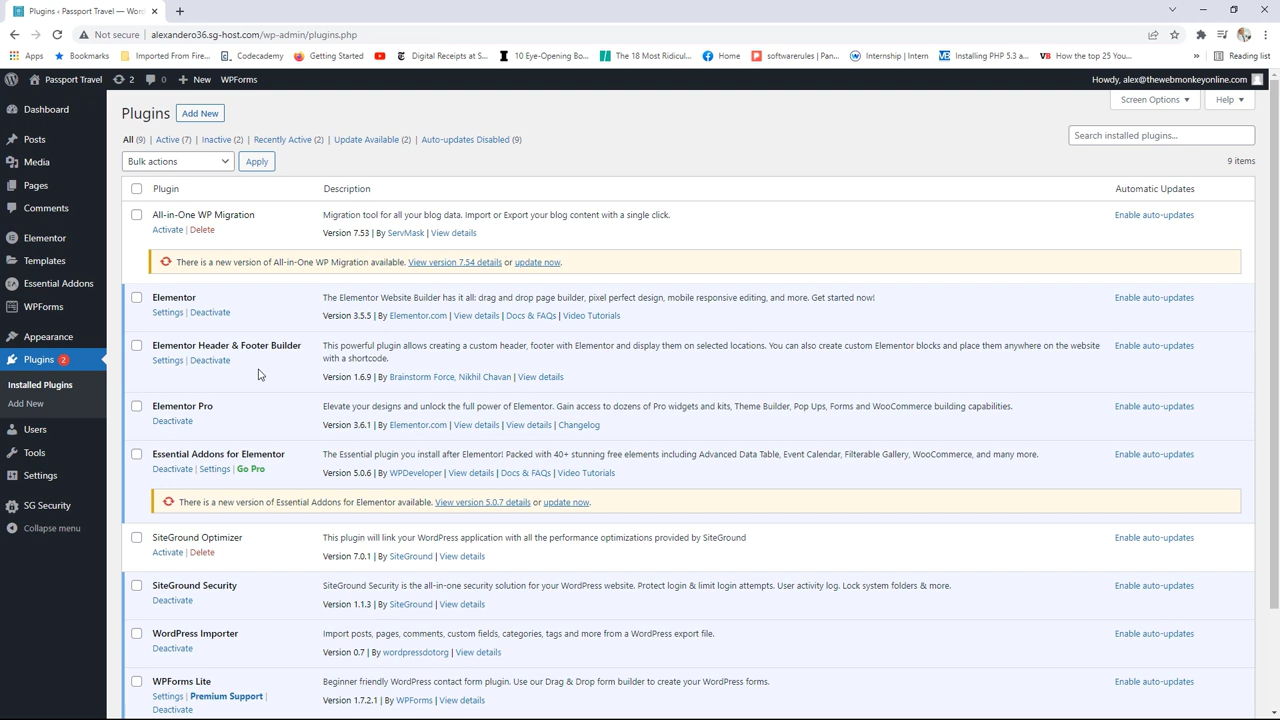 Plugins ‹ Passport Travel — Wor
Not secure | alexandero36.sg-host.com/wp-admin/plugins.php
Apps Bookmarks Imported From Fire... Codecademy Getting Started Digital Receipts at S... 10 Eye-Opening Bo... The 18 Most Ridicul... Home softwarerules | Pan... Internship | Intern Installing PHP 5.3 a... How the top 25 You... » Reading list
Passport Travel 2 0 New WPForms Howdy, alex@thewebmonkeyonline.com
Dashboard
Posts
Media
Pages
Comments
Elementor
Templates
Essential Addons
WPForms
Appearance
Plugins 2
Installed Plugins
Add New
Users
Tools
Settings
SG Security
Collapse menu
Screen Options Help
Plugins Add New
All (9) | Active (7) | Inactive (2) | Recently Active (2) | Update Available (2) | Auto-updates Disabled (9)
Search installed plugins...
Bulk actions Apply
9 items
Plugin Description Automatic Updates
All-in-One WP Migration Migration tool for all your blog data. Import or Export your blog content with a single click. Enable auto-updates
Activate | Delete Version 7.53 | By ServMask | View details
There is a new version of All-in-One WP Migration available. View version 7.54 details or update now.
Elementor The Elementor Website Builder has it all: drag and drop page builder, pixel perfect design, mobile responsive editing, and more. Get started now! Enable auto-updates
Settings | Deactivate Version 3.5.5 | By Elementor.com | View details | Docs & FAQs | Video Tutorials
Elementor Header & Footer Builder This powerful plugin allows creating a custom header, footer with Elementor and display them on selected locations. You can also create custom Elementor blocks and place them anywhere on the website Enable auto-updates
Settings | Deactivate with a shortcode.
Version 1.6.9 | By Brainstorm Force, Nikhil Chavan | View details
Elementor Pro Elevate your designs and unlock the full power of Elementor. Gain access to dozens of Pro widgets and kits, Theme Builder, Pop Ups, Forms and WooCommerce building capabilities. Enable auto-updates
Deactivate Version 3.6.1 | By Elementor.com | View details | View details | Changelog
Essential Addons for Elementor The Essential plugin you install after Elementor! Packed with 40+ stunning free elements including Advanced Data Table, Event Calendar, Filterable Gallery, WooCommerce, and many more. Enable auto-updates
Deactivate | Settings | Go Pro Version 5.0.6 | By WPDeveloper | View details | Docs & FAQs | Video Tutorials
There is a new version of Essential Addons for Elementor available. View version 5.0.7 details or update now.
SiteGround Optimizer This plugin will link your WordPress application with all the performance optimizations provided by SiteGround Enable auto-updates
Activate | Delete Version 7.0.1 | By SiteGround | View details
SiteGround Security SiteGround Security is the all-in-one security solution for your WordPress website. Protect login & limit login attempts. User activity log. Lock system folders & more. Enable auto-updates
Deactivate Version 1.1.3 | By SiteGround | View details
WordPress Importer Import posts, pages, comments, custom fields, categories, tags and more from a WordPress export file. Enable auto-updates
Deactivate Version 0.7 | By wordpressdotorg | View details
WPForms Lite Beginner friendly WordPress contact form plugin. Use our Drag & Drop form builder to create your WordPress forms. Enable auto-updates
Settings | Premium Support | Version 1.7.2.1 | By WPForms | View details
Deactivate